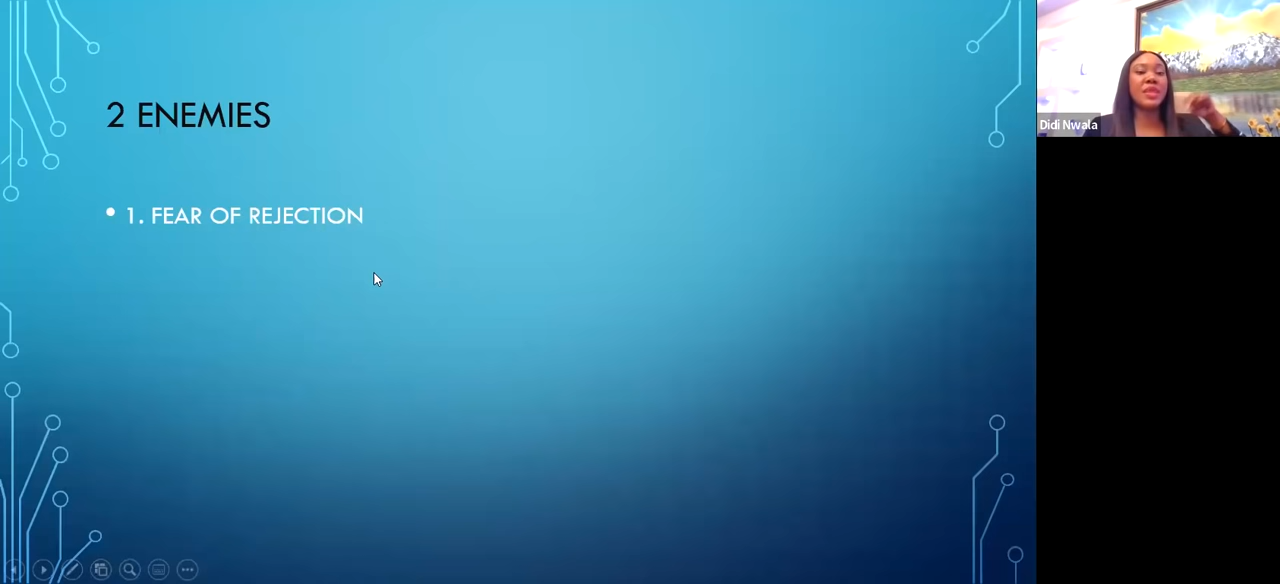 2 ENEMIES
• 1. FEAR OF REJECTION
Didi Nwala